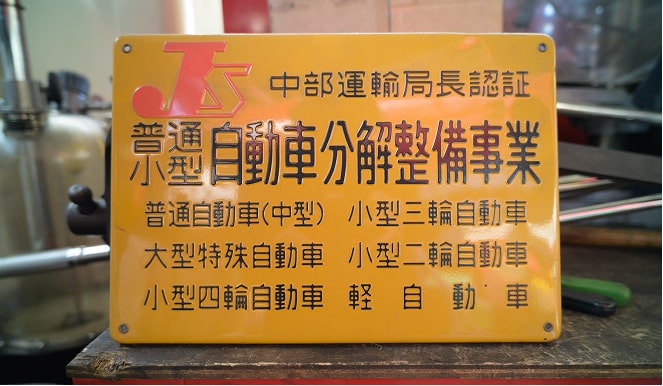 JS 中部運輸局長認証
普通
小型 自動車分解整備事業
普通自動車(中型) 小型三輪自動車
大型特殊自動車 小型二輪自動車
小型四輪自動車 軽自動車